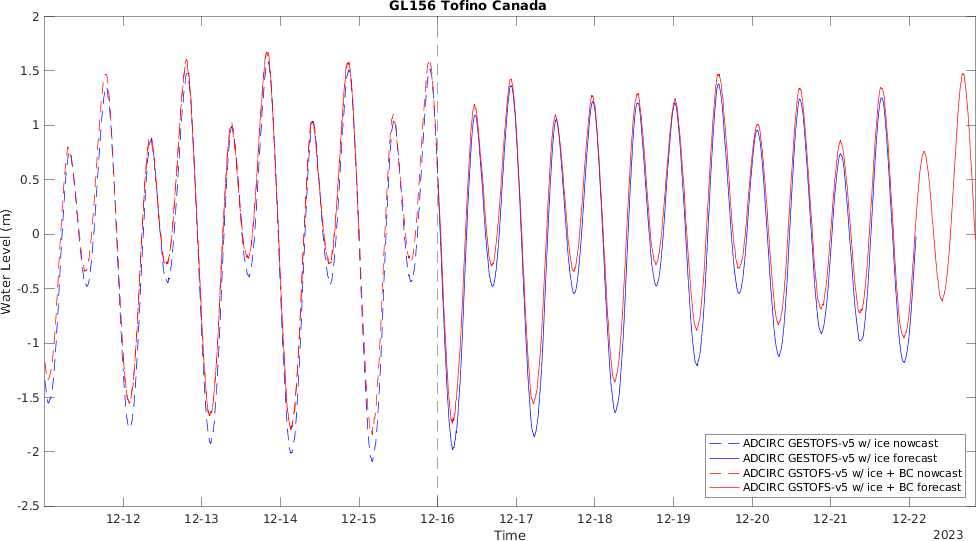 GL156 Tofino Canada
2
1.5
1
0.5
0
-0.5
-1
-1.5
-2
-2.5
Water Level (m)
12-12 12-13 12-14 12-15 12-16 12-17 12-18 12-19 12-20 12-21 12-22
Time
2023
ADCIRC GESTOFS-v5 w/ ice nowcast
ADCIRC GESTOFS-v5 w/ ice forecast
ADCIRC GSTOFS-v5 w/ ice + BC nowcast
ADCIRC GSTOFS-v5 w/ ice + BC forecast